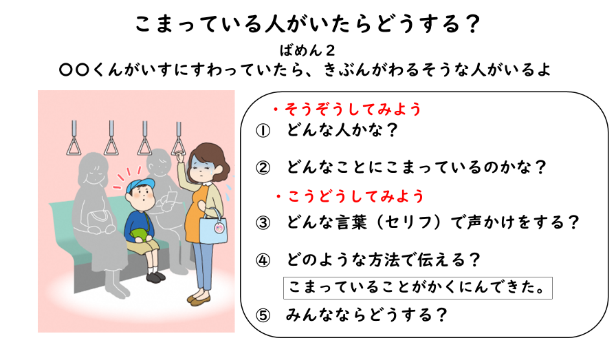 こまっている人がいたらどうする？
ばめん２
〇〇くんがいすにすわっていたら、きぶんがわるそうな人がいるよ
・そうぞうしてみよう
① どんな人かな？
② どんなことにこまっているのかな？
・こうどうしてみよう
③ どんな言葉（セリフ）で声かけをする？
④ どのような方法で伝える？
こまっていることがかくにんできた。
⑤ みんなならどうする？